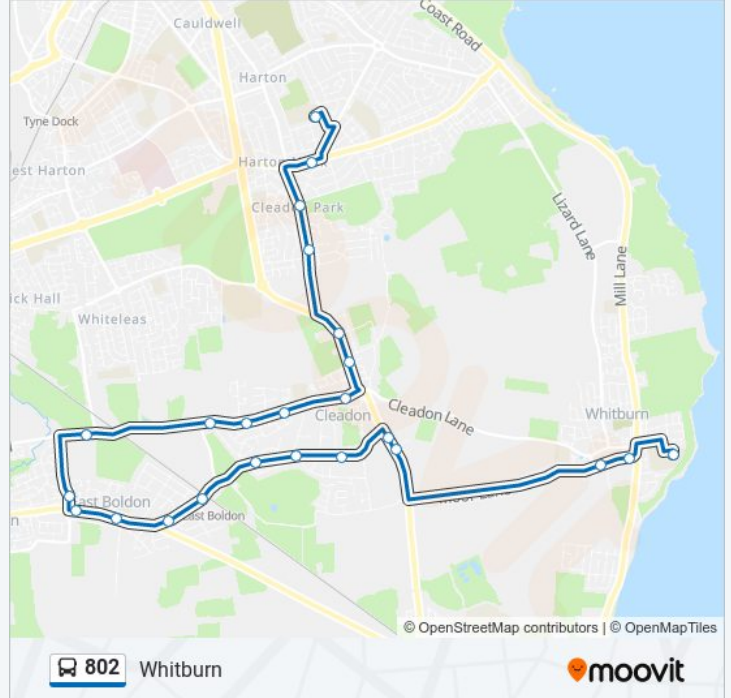 Coast Road
Cauldwell
Harton
Tyne Dock
est Harton
Harton
Cleadon Park
Lizard Lane
Mill Lane
ick Hall
Whiteleas
Cleadon
Cleadon Lane
Whitburn
East Boldon
East Boldon
n
© OpenStreetMap contributors | © OpenMapTiles
802 Whitburn
moovit